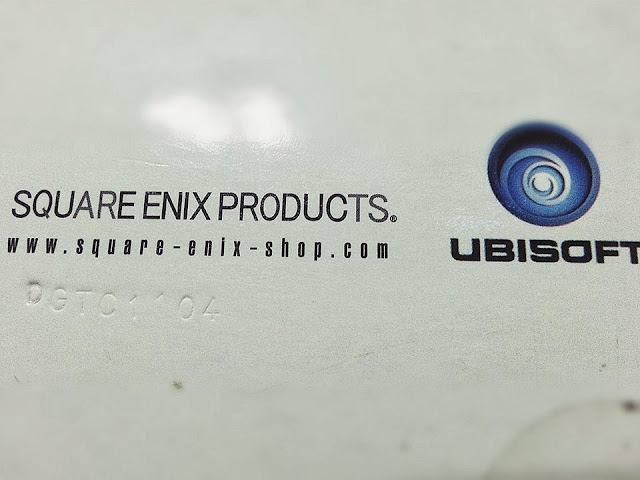 SQUARE ENIX PRODUCTS®
www.square-enix-shop.com
UBISOFT
DGTC1104